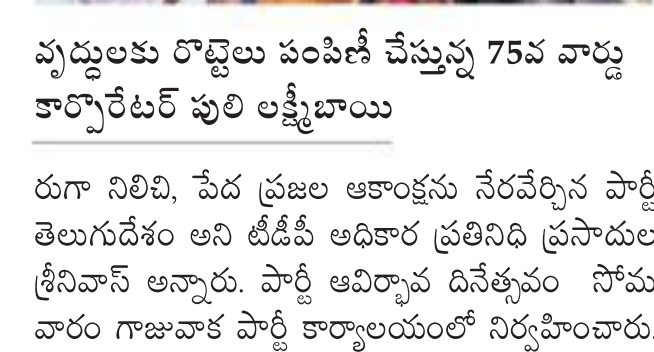 వృద్ధులకు రొట్టెలు పంపిణీ చేస్తున్న 75వ వార్డు
కార్పొరేటర్ పులి లక్ష్మీబాయి
రుగా నిలిచి, పేద ప్రజల ఆకాంక్షను నేరవేర్చిన పార్టీ
తెలుగుదేశం అని టీడీపీ అధికార ప్రతినిధి ప్రసాదుల
శ్రీనివాస్ అన్నారు. పార్టీ ఆవిర్భావ దినేత్సవం సోమ
వారం గాజువాక పార్టీ కార్యాలయంలో నిర్వహించారు.